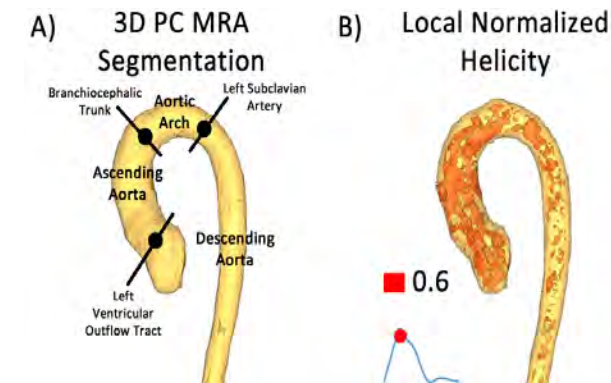 A) 3D PC MRA
Segmentation
Branchiocephalic
Trunk
Aortic
Arch
Left Subclavian
Artery
Ascending
Aorta
Descending
Aorta
Left
Ventricular
Outflow Tract
B) Local Normalized
Helicity
0.6